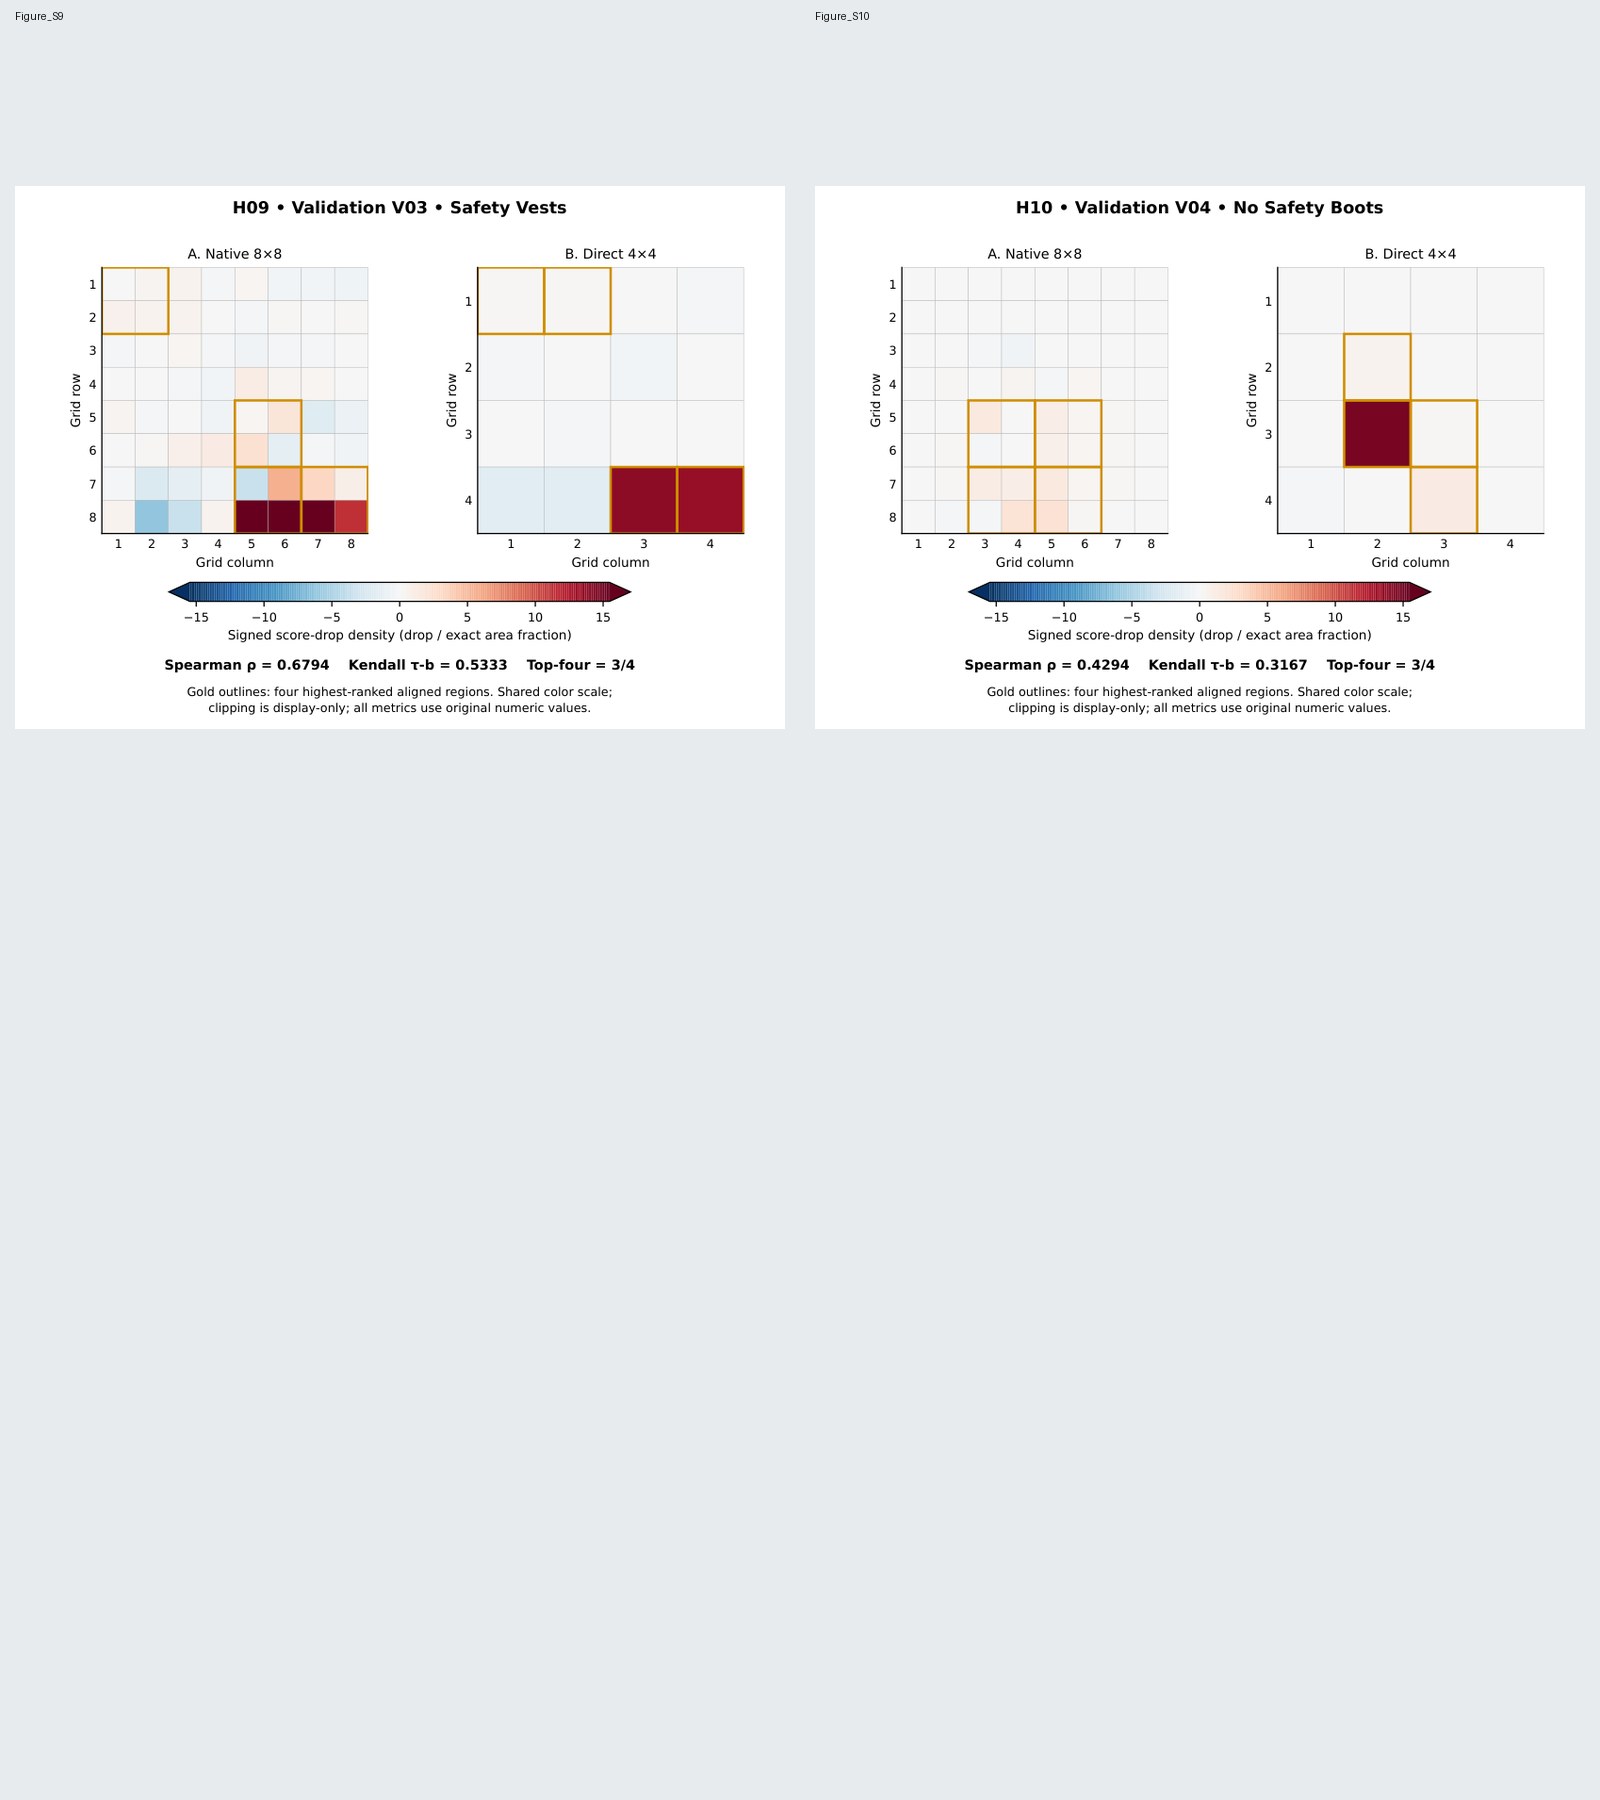 Figure_S9
H09 • Validation V03 • Safety Vests
A. Native 8×8
B. Direct 4×4
Grid row
1
2
3
4
5
6
7
8
1 2 3 4 5 6 7 8
Grid column
Grid row
1
2
3
4
1 2 3 4
Grid column
−15 −10 −5 0 5 10 15
Signed score-drop density (drop / exact area fraction)
Spearman ρ = 0.6794 Kendall τ-b = 0.5333 Top-four = 3/4
Gold outlines: four highest-ranked aligned regions. Shared color scale;
clipping is display-only; all metrics use original numeric values.
Figure_S10
H10 • Validation V04 • No Safety Boots
A. Native 8×8
B. Direct 4×4
Grid row
1
2
3
4
5
6
7
8
1 2 3 4 5 6 7 8
Grid column
Grid row
1
2
3
4
1 2 3 4
Grid column
−15 −10 −5 0 5 10 15
Signed score-drop density (drop / exact area fraction)
Spearman ρ = 0.4294 Kendall τ-b = 0.3167 Top-four = 3/4
Gold outlines: four highest-ranked aligned regions. Shared color scale;
clipping is display-only; all metrics use original numeric values.